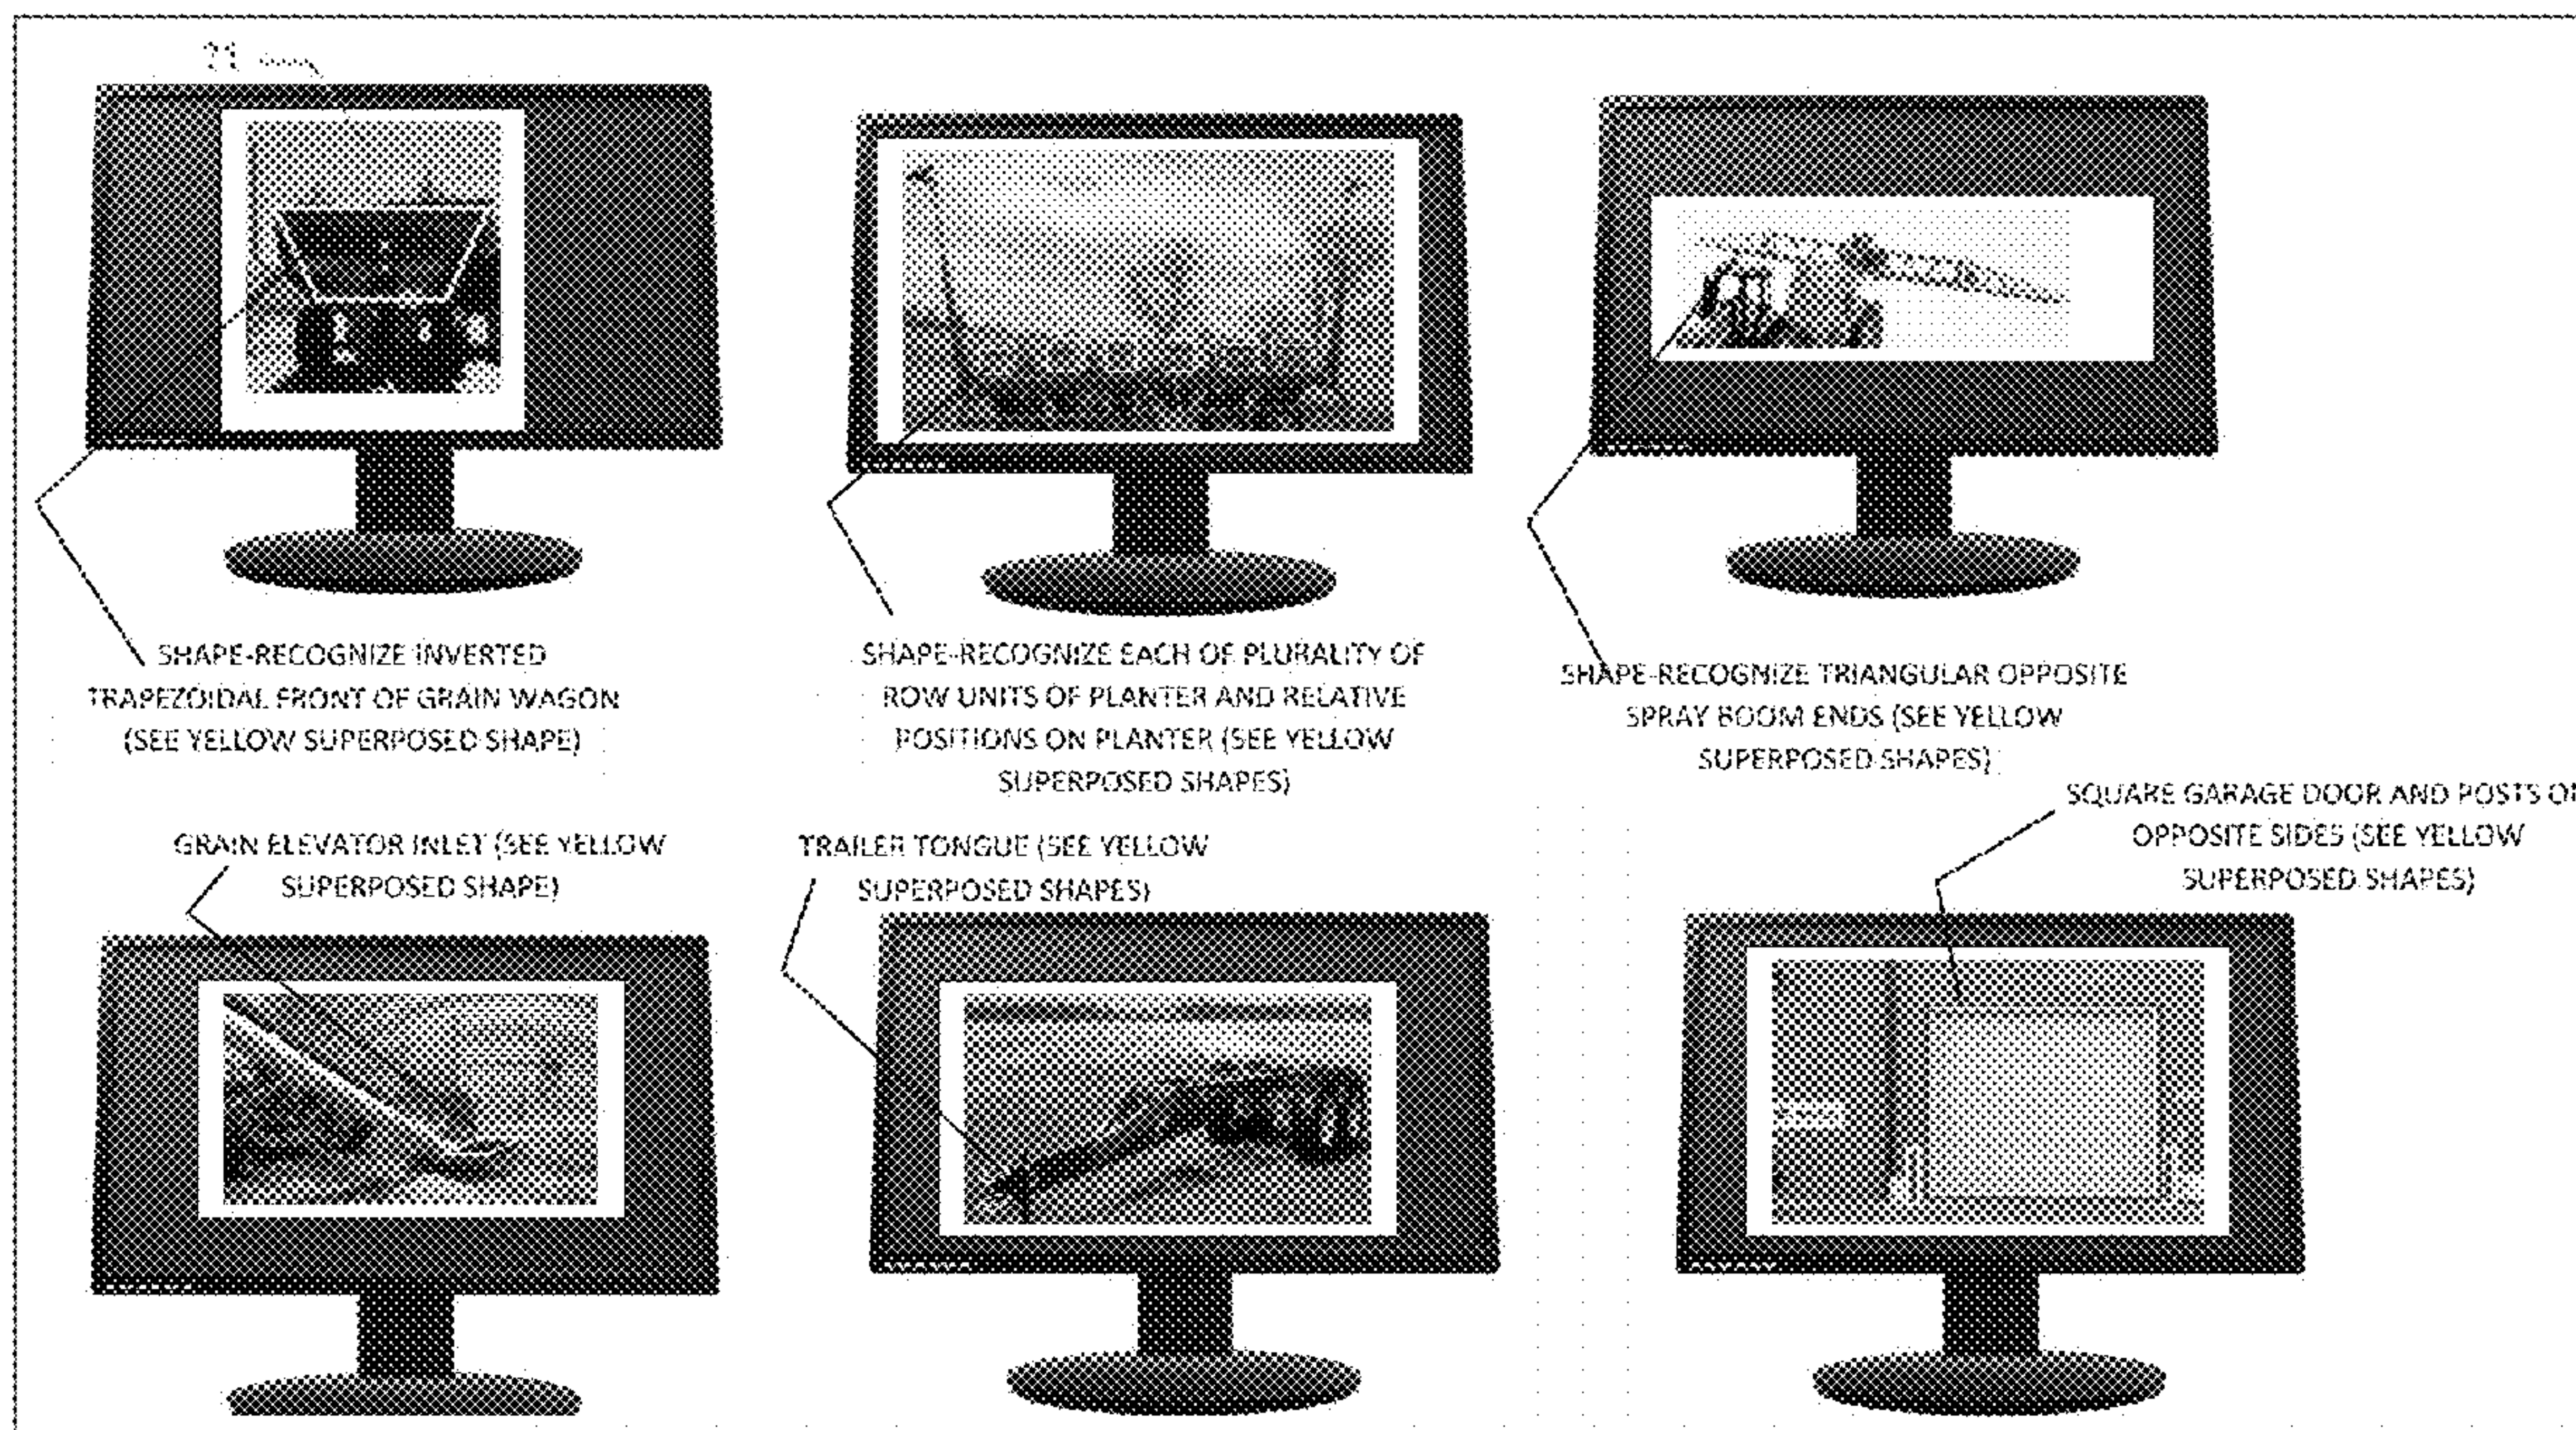 SHAPE-RECOGNIZE INVERTED
TRAPEZOIDAL FRONT OF GRAIN WAGON
(SEE YELLOW SUPERPOSED SHAPE)
SHAPE-RECOGNIZE EACH OF PLURALITY OF
ROW UNITS OF PLANTER AND RELATIVE
POSITIONS ON PLANTER (SEE YELLOW
SUPERPOSED SHAPES)
SHAPE-RECOGNIZE TRIANGULAR OPPOSITE
SPRAY BOOM ENDS (SEE YELLOW
SUPERPOSED SHAPES)
GRAIN ELEVATOR INLET (SEE YELLOW
SUPERPOSED SHAPE)
TRAILER TONGUE (SEE YELLOW
SUPERPOSED SHAPES)
SQUARE GARAGE DOOR AND POSTS ON
OPPOSITE SIDES (SEE YELLOW
SUPERPOSED SHAPES)